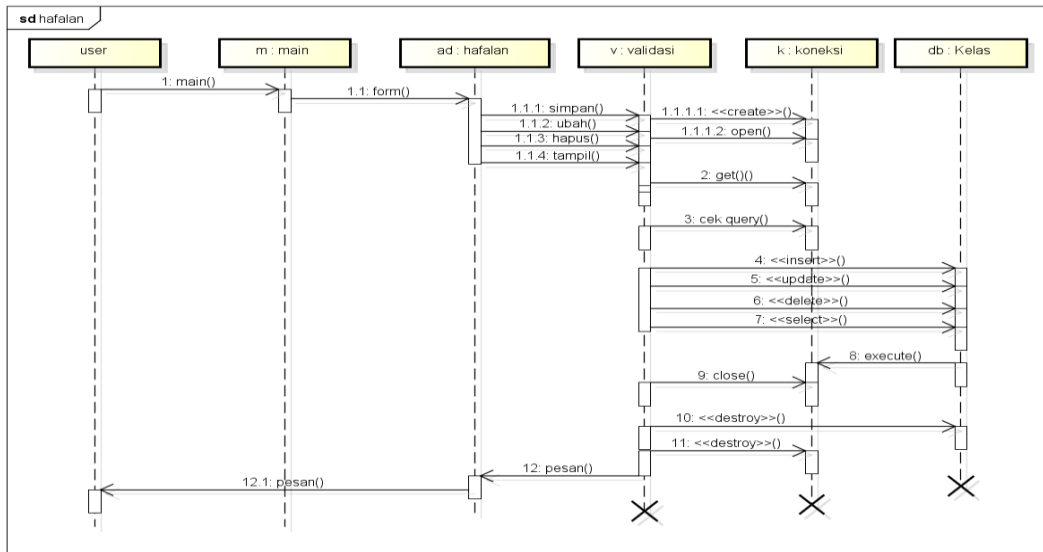 sd hafalan
user
m : main
ad : hafalan
v : validasi
k : koneksi
db : Kelas
1: main()
1.1: form()
1.1.1: simpan()
1.1.1.1: <<create>>()
1.1.2: ubah()
1.1.1.2: open()
1.1.3: hapus()
1.1.4: tampil()
2: get()()
3: cek query()
4: <<insert>>()
5: <<update>>()
6: <<delete>>()
7: <<select>>()
8: execute()
9: close()
10: <<destroy>>()
11: <<destroy>>()
12: pesan()
12.1: pesan()